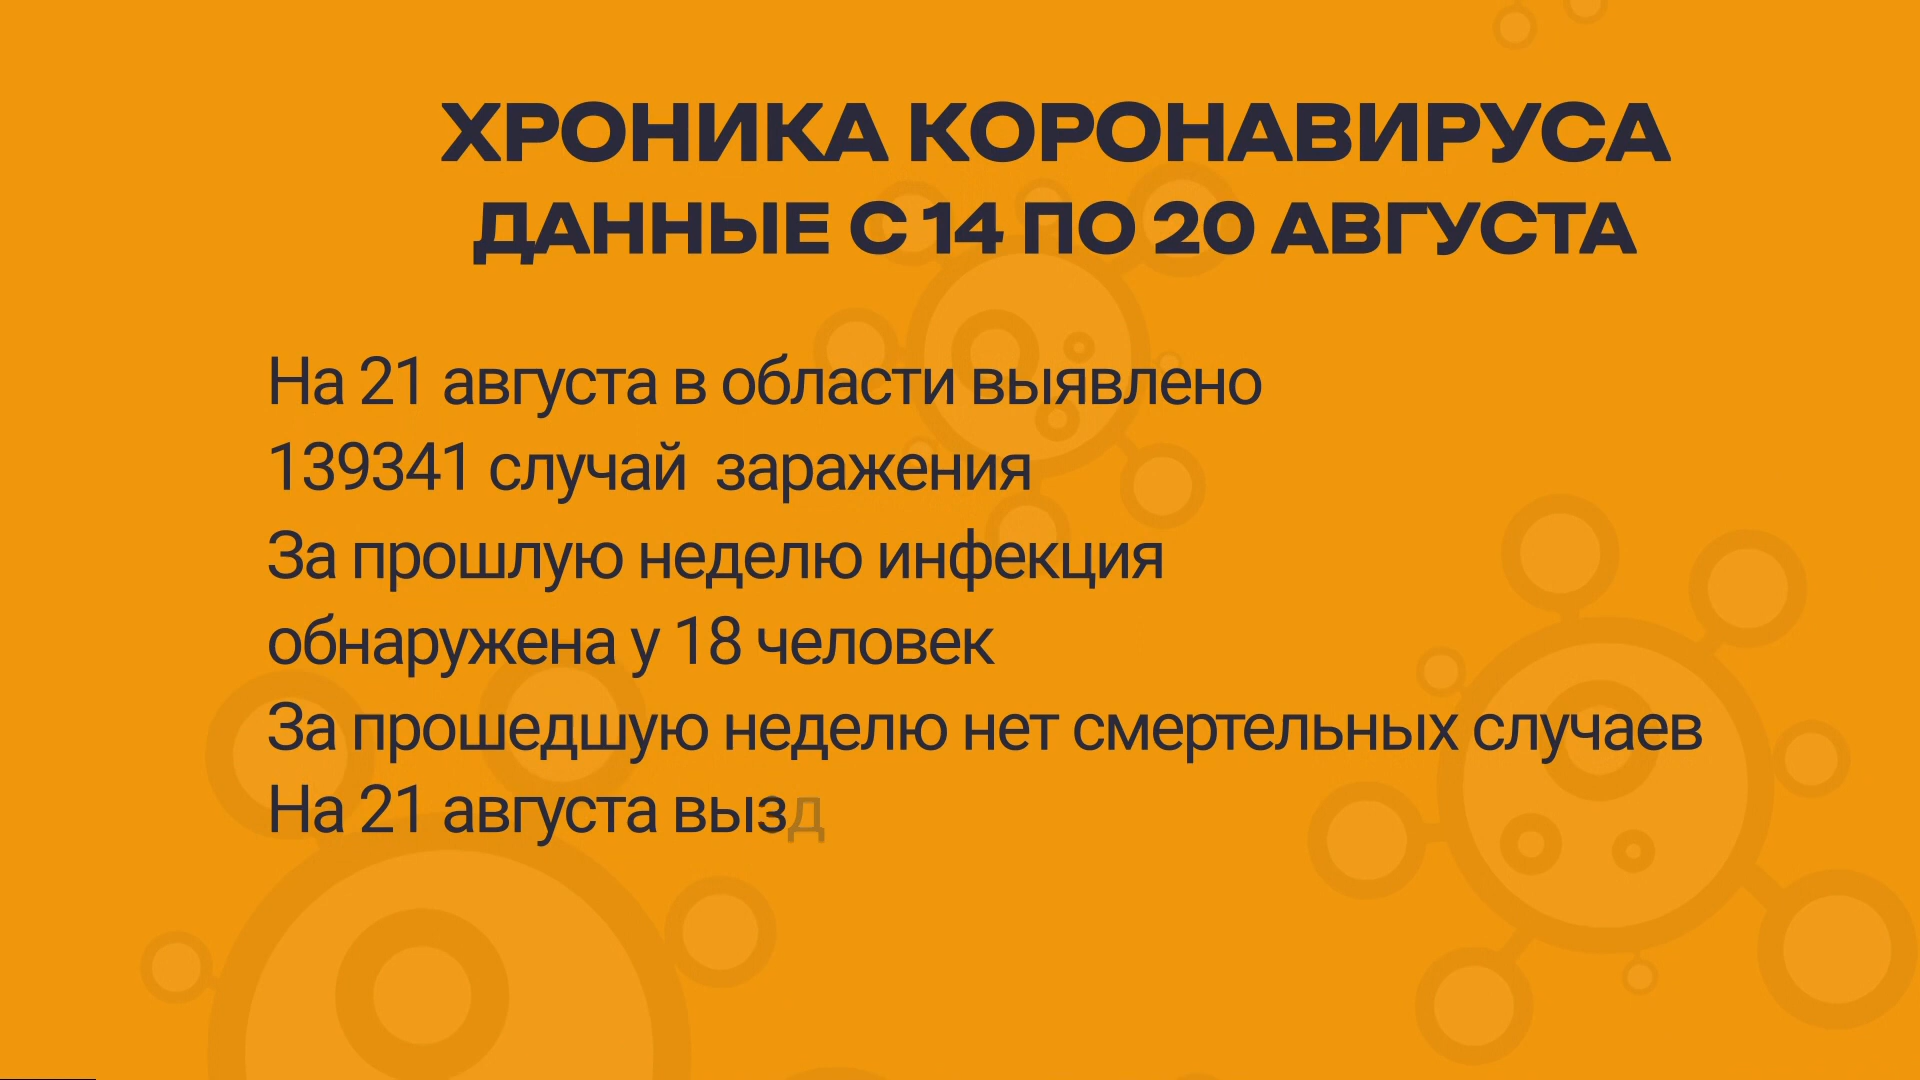 ХРОНИКА КОРОНАВИРУСА
ДАННЫЕ С 14 ПО 20 АВГУСТА
На 21 августа в области выявлено
139341 случай заражения
За прошлую неделю инфекция
обнаружена у 18 человек
За прошедшую неделю нет смертельных случаев
На 21 августа вызд